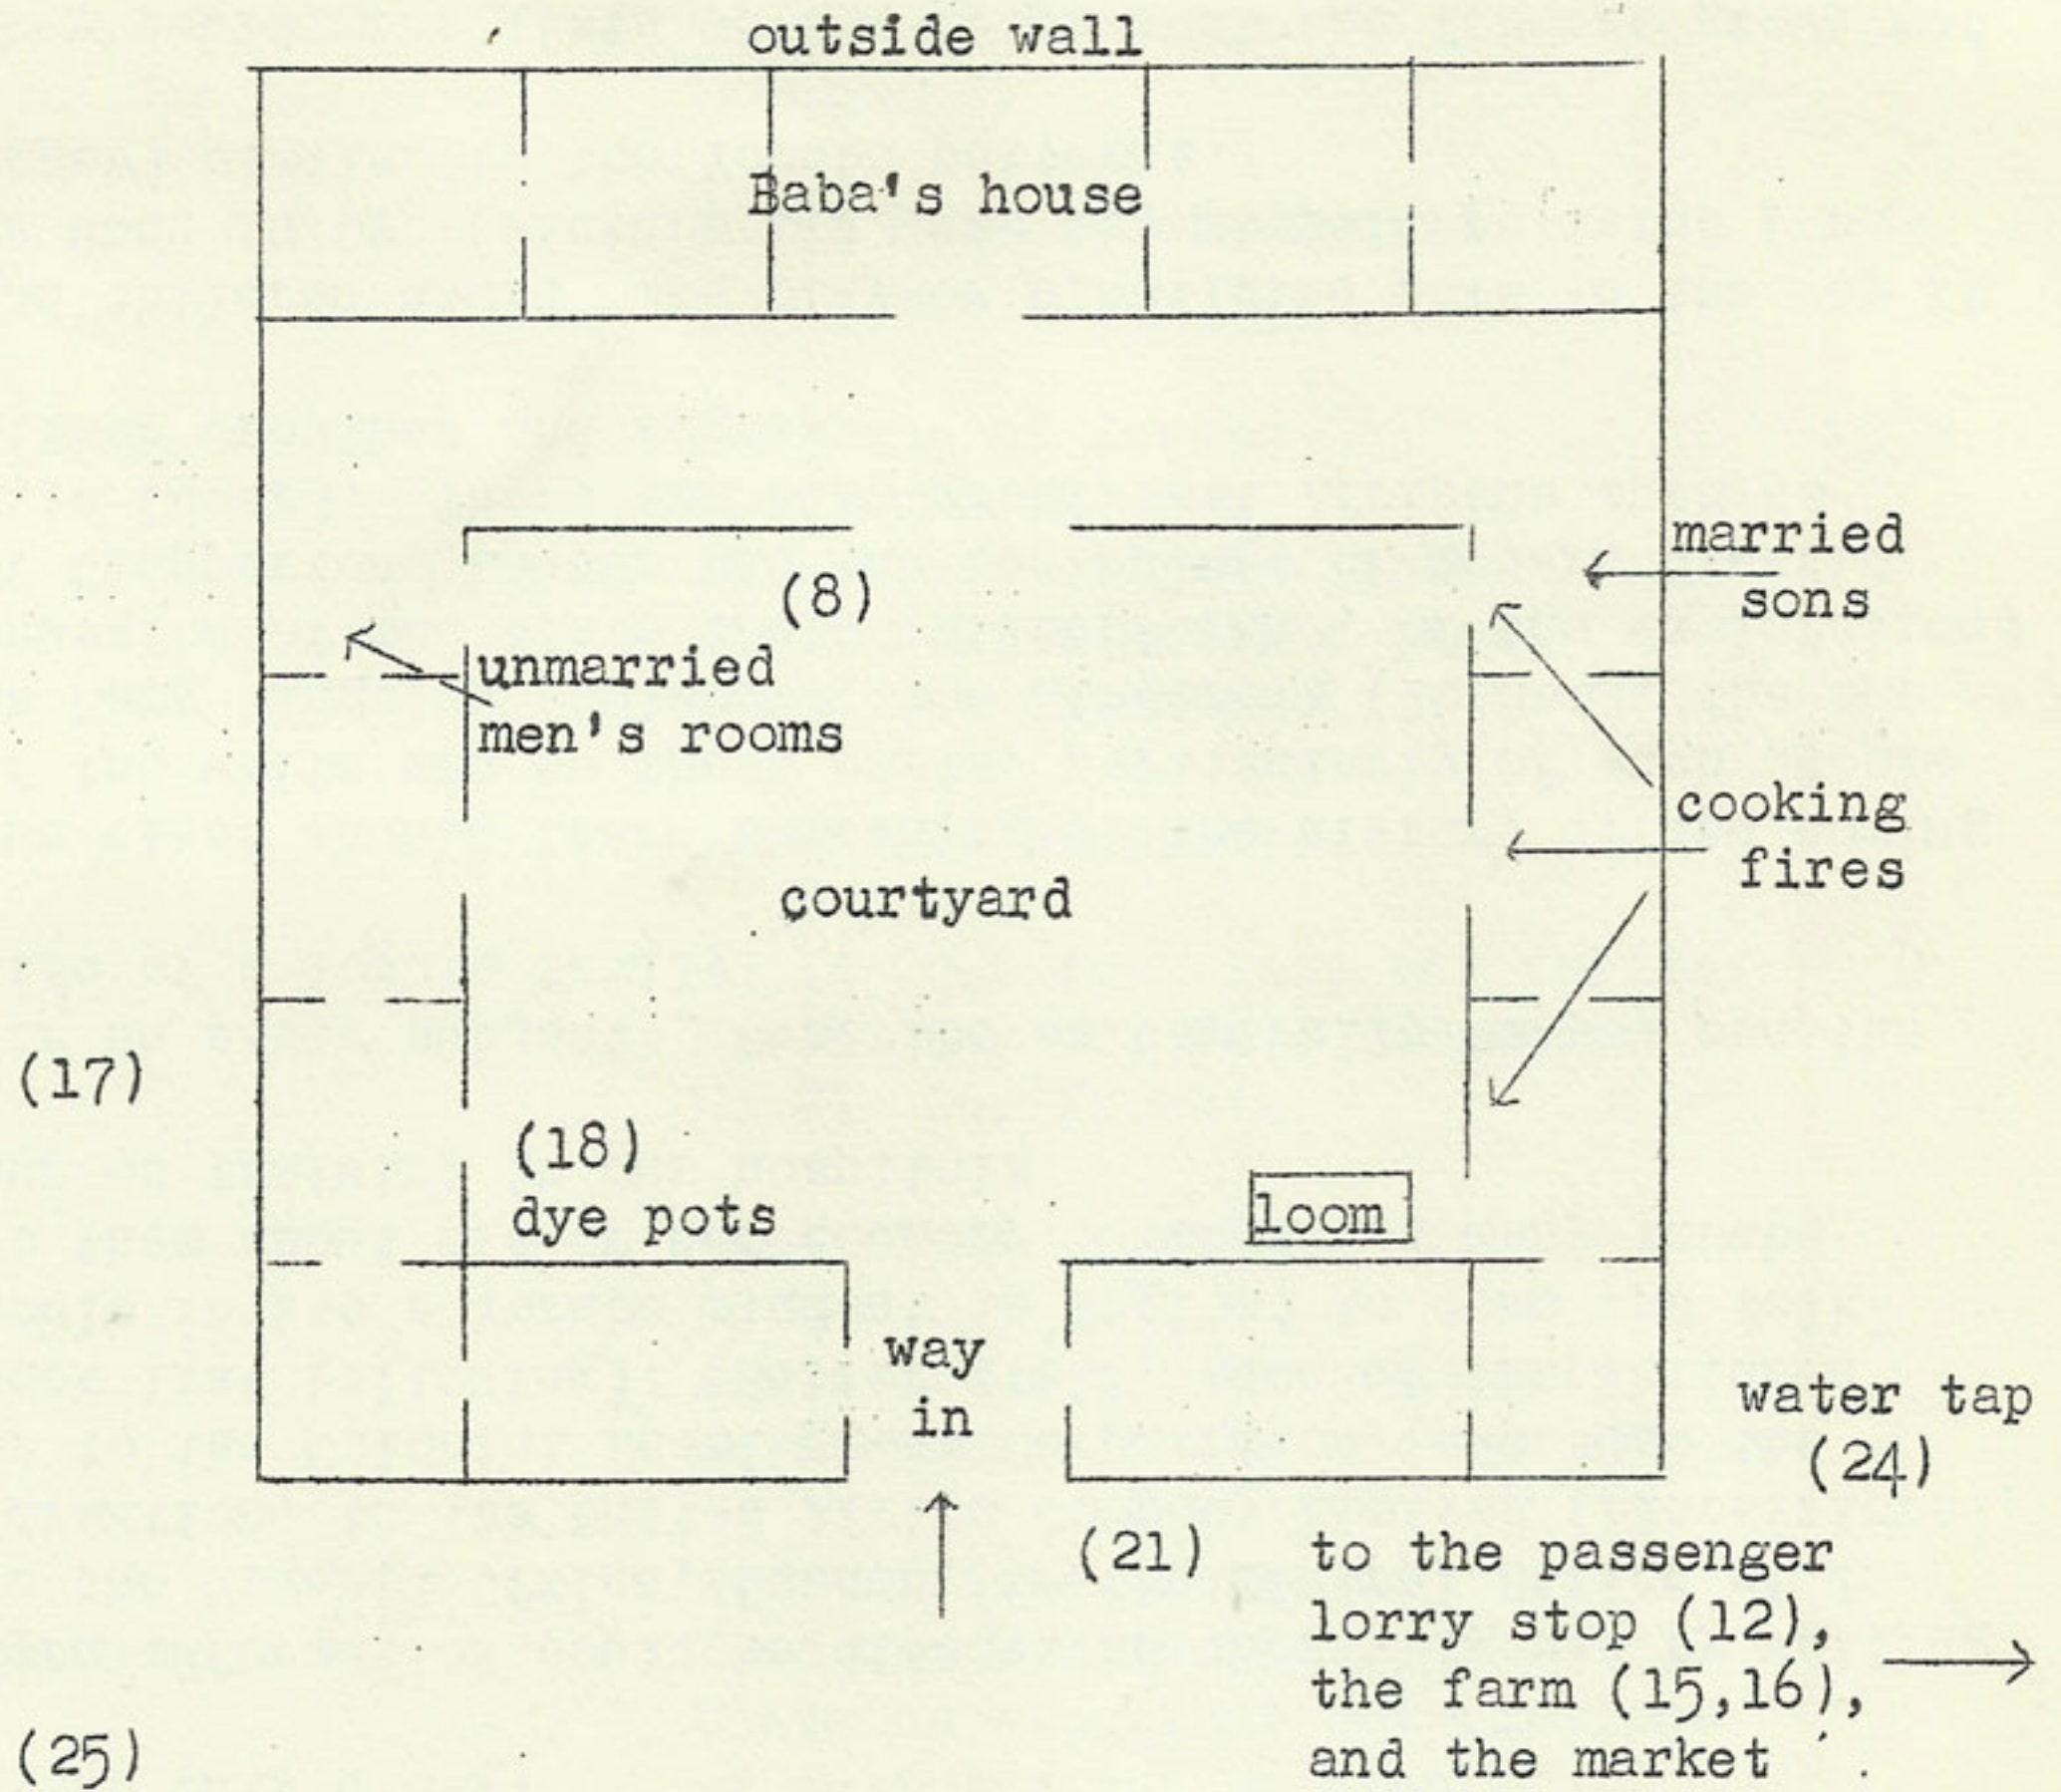 outside wall
Baba's house
married
sons
(8)
unmarried
men's rooms
cooking
fires
courtyard
(17)
(18)
dye pots
loom
way
in
water tap
(24)
(21)
to the passenger
lorry stop (12),
the farm (15,16),
and the market .
(25)